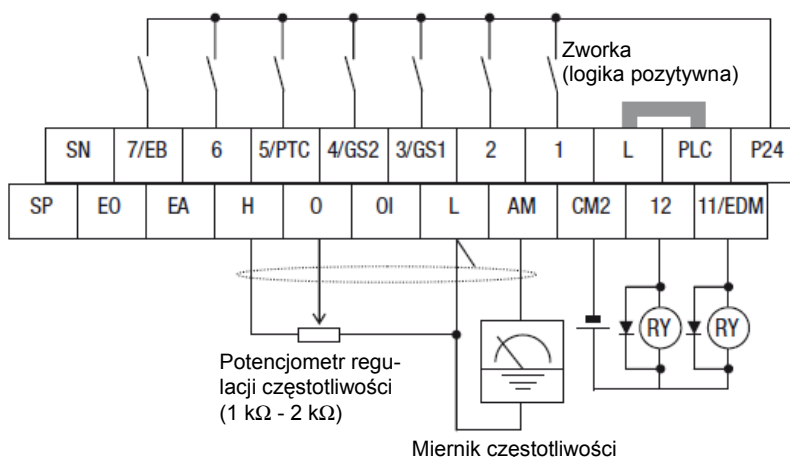 Zworka
(logika pozytywna)
SN 7/EB 6 5/PTC 4/GS2 3/GS1 2 1 L PLC P24
SP EO EA H O OI L AM CM2 12 11/EDM
RY RY
Potencjometr regu-
lacji częstotliwości
(1 kΩ - 2 kΩ)
Miernik częstotliwości